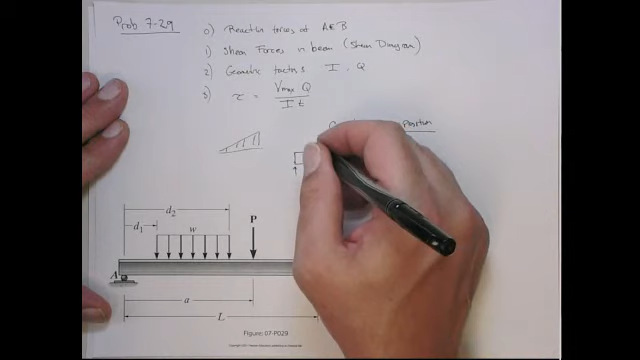 Prob 7-29
0) Reaction forces at A & B
1) Shear Forces in beam (Shear Diagram)
2) Geometric factors I , Q
3) τ = Vmax Q / I t
Position
d2
d1
w
P
A
a
L
Figure: 07-P029